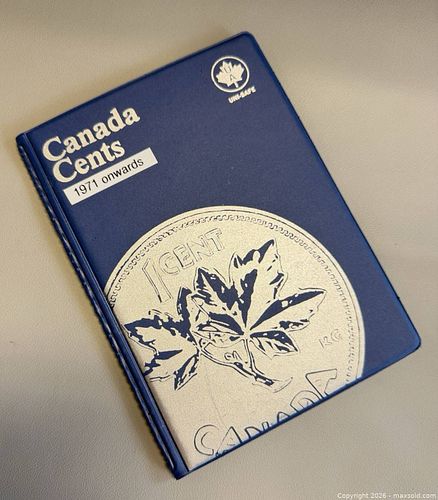 Canada
Cents
1971 onwards
UNI-SAFE
1 CENT
KG
CANADA
Copyright 2026 - maxsold.com